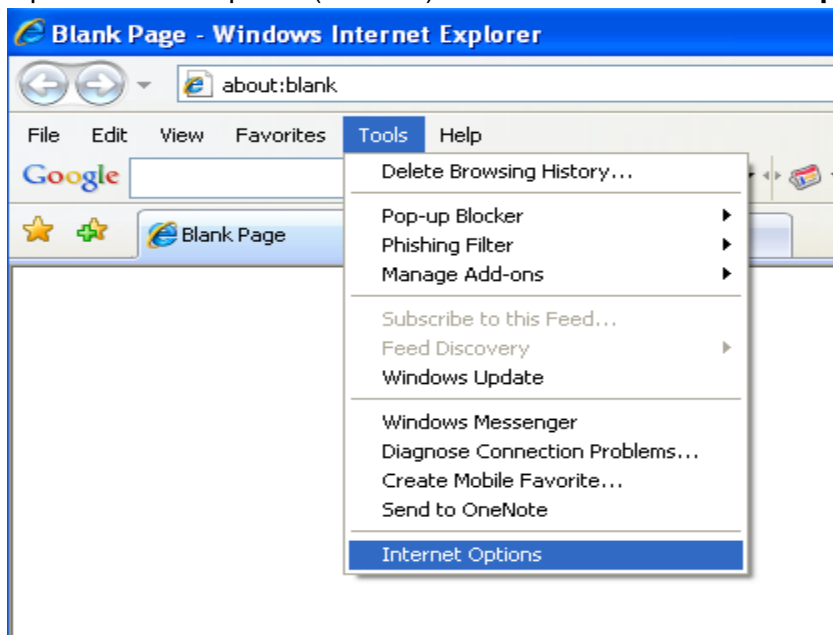 Blank Page - Windows Internet Explorer
about:blank
File Edit View Favorites Tools Help
Google
Delete Browsing History...
Pop-up Blocker
Blank Page
Phishing Filter
Manage Add-ons
Subscribe to this Feed...
Feed Discovery
Windows Update
Windows Messenger
Diagnose Connection Problems...
Create Mobile Favorite...
Send to OneNote
Internet Options